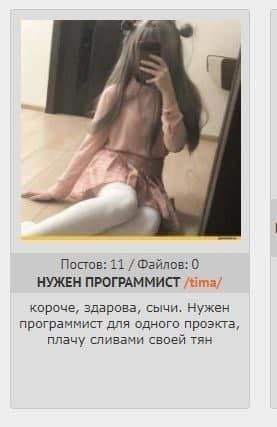 Постов: 11 / Файлов: 0
НУЖЕН ПРОГРАММИСТ /tima/
короче, здарова, сычи. Нужен
программист для одного проэкта,
плачу сливами своей тян